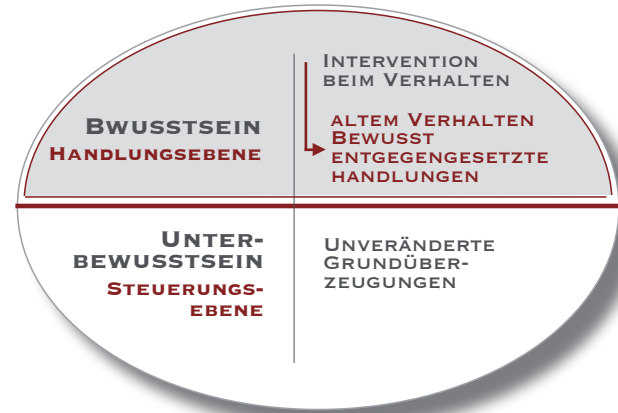 BWUSSTSEIN
HANDLUNGSEBENE
INTERVENTION
BEIM VERHALTEN
ALTEM VERHALTEN
BEWUSST
ENTGEGENGESETZTE
HANDLUNGEN
UNTER-
BEWUSSTSEIN
STEUERUNGS-
EBENE
UNVERÄNDERTE
GRUNDÜBER-
ZEUGUNGEN